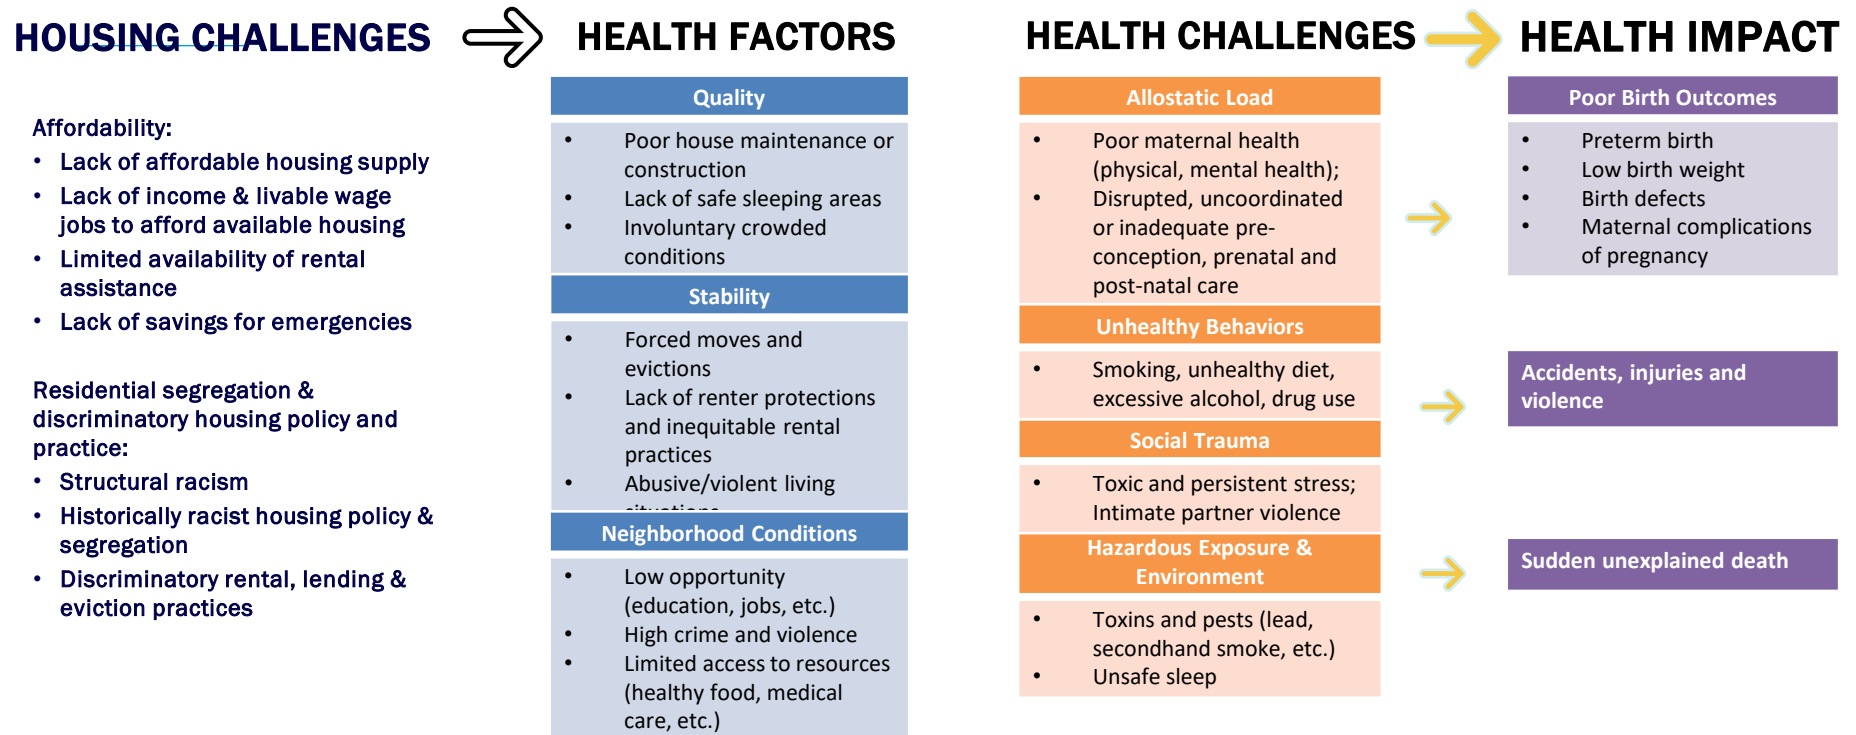 HOUSING CHALLENGES
Affordability:
• Lack of affordable housing supply
• Lack of income & livable wage
jobs to afford available housing
• Limited availability of rental
assistance
• Lack of savings for emergencies
Residential segregation &
discriminatory housing policy and
practice:
• Structural racism
• Historically racist housing policy &
segregation
• Discriminatory rental, lending &
eviction practices
HEALTH FACTORS
Quality
• Poor house maintenance or
construction
• Lack of safe sleeping areas
• Involuntary crowded
conditions
Stability
• Forced moves and
evictions
• Lack of renter protections
and inequitable rental
practices
• Abusive/violent living
Neighborhood Conditions
• Low opportunity
(education, jobs, etc.)
• High crime and violence
• Limited access to resources
(healthy food, medical
care, etc.)
HEALTH CHALLENGES
Allostatic Load
• Poor maternal health
(physical, mental health);
• Disrupted, uncoordinated
or inadequate pre-
conception, prenatal and
post-natal care
Unhealthy Behaviors
• Smoking, unhealthy diet,
excessive alcohol, drug use
Social Trauma
• Toxic and persistent stress;
Intimate partner violence
Hazardous Exposure &
Environment
• Toxins and pests (lead,
secondhand smoke, etc.)
• Unsafe sleep
HEALTH IMPACT
Poor Birth Outcomes
• Preterm birth
• Low birth weight
• Birth defects
• Maternal complications
of pregnancy
Accidents, injuries and
violence
Sudden unexplained death